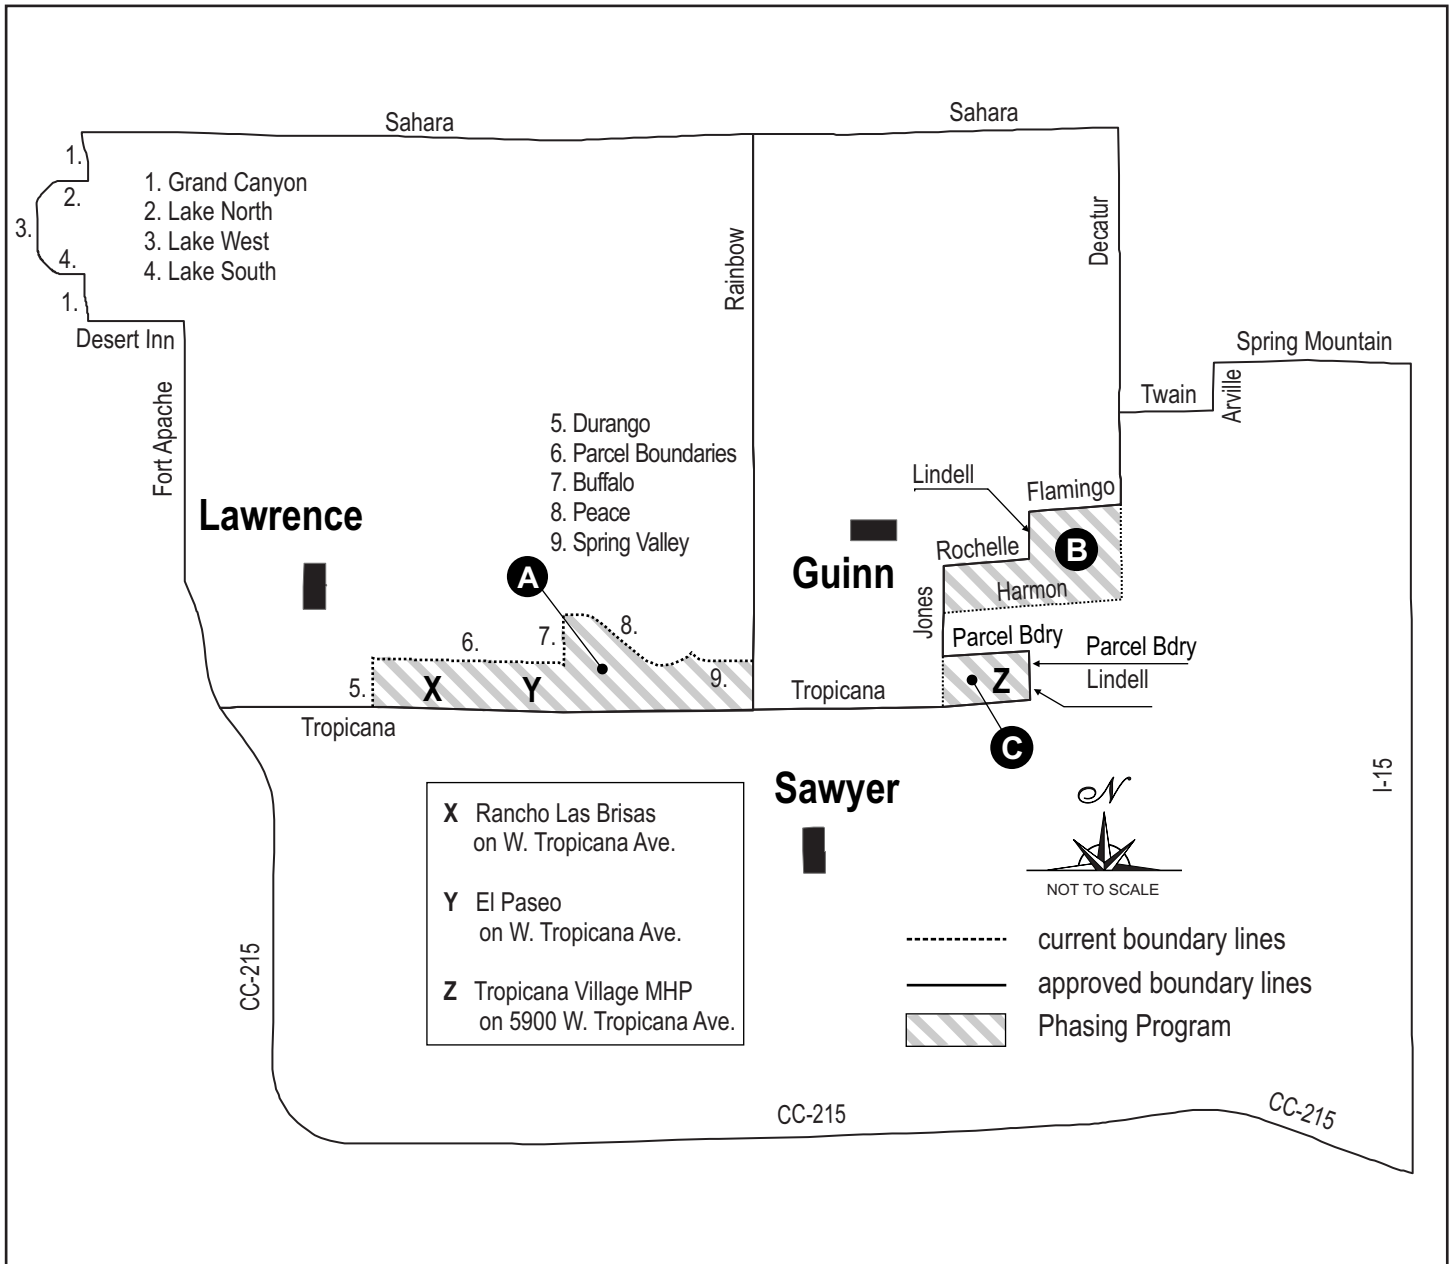 Sahara
Sahara
1.
2.
3.
4.
1.
1. Grand Canyon
2. Lake North
3. Lake West
4. Lake South
Desert Inn
Fort Apache
Rainbow
Decatur
Spring Mountain
Twain
Arville
5. Durango
6. Parcel Boundaries
7. Buffalo
8. Peace
9. Spring Valley
Lawrence
A
Lindell
Flamingo
B
Rochelle
Guinn
Harmon
Jones
Parcel Bdry
Parcel Bdry
Lindell
5.
6.
7.
8.
9.
X
Y
Z
Tropicana
Tropicana
C
Sawyer
I-15
X Rancho Las Brisas
on W. Tropicana Ave.
Y El Paseo
on W. Tropicana Ave.
Z Tropicana Village MHP
on 5900 W. Tropicana Ave.
N
NOT TO SCALE
current boundary lines
approved boundary lines
Phasing Program
CC-215
CC-215
CC-215